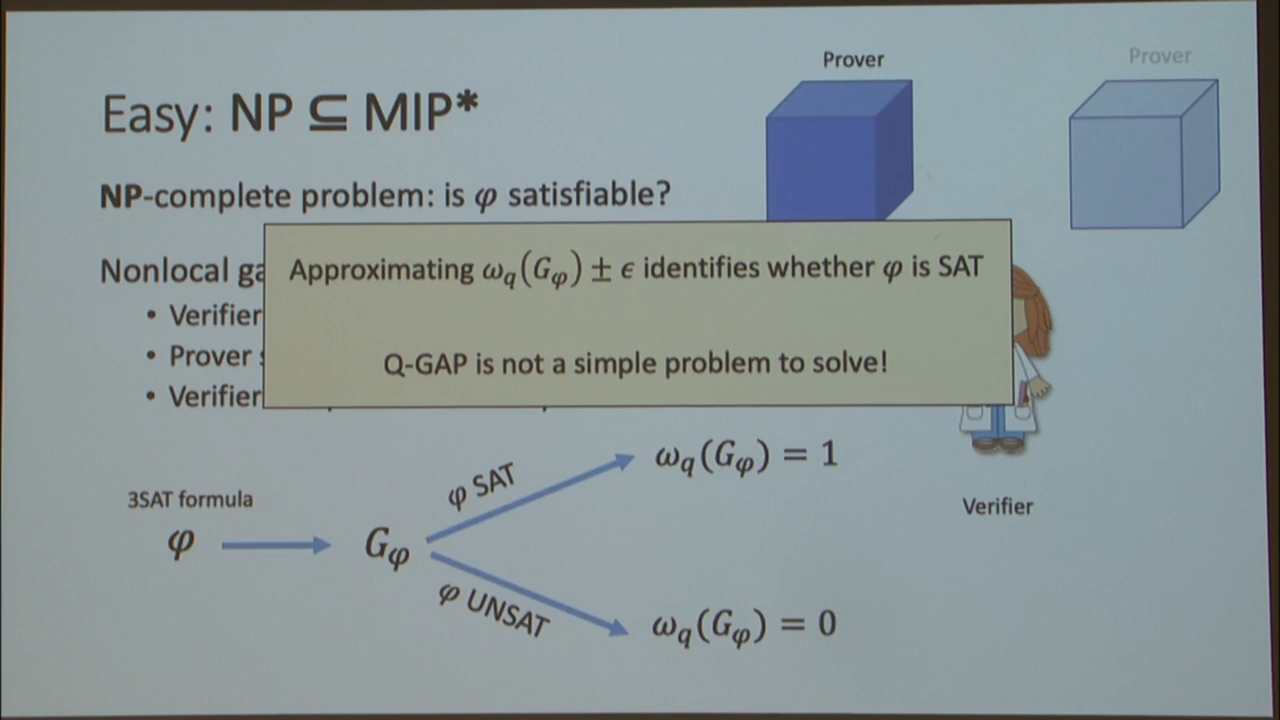 Prover
Prover
Easy: NP ⊆ MIP*
NP-complete problem: is φ satisfiable?
Nonlocal ga
Approximating ω_q(G_φ) ± ϵ identifies whether φ is SAT
Q-GAP is not a simple problem to solve!
• Verifier
• Prover
• Verifier
φ SAT
ω_q(G_φ) = 1
3SAT formula
φ
G_φ
Verifier
φ UNSAT
ω_q(G_φ) = 0